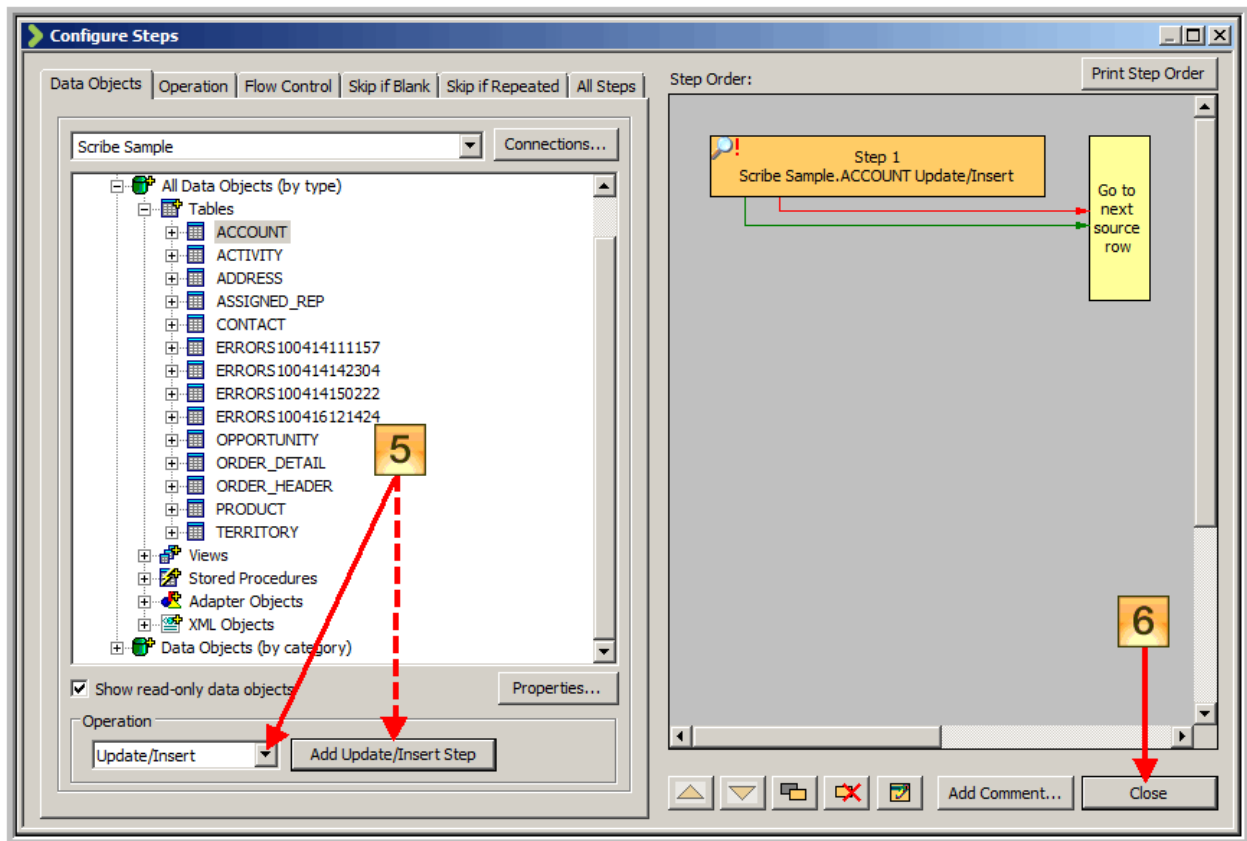 Configure Steps
Data Objects
Operation
Flow Control
Skip if Blank
Skip if Repeated
All Steps
Scribe Sample
Connections...
All Data Objects (by type)
Tables
ACCOUNT
ACTIVITY
ADDRESS
ASSIGNED_REP
CONTACT
ERRORS100414111157
ERRORS100414142304
ERRORS100414150222
ERRORS100416121424
OPPORTUNITY
ORDER_DETAIL
ORDER_HEADER
PRODUCT
TERRITORY
Views
Stored Procedures
Adapter Objects
XML Objects
Data Objects (by category)
5
Show read-only data objects
Properties...
Operation
Update/Insert
Add Update/Insert Step
Step Order:
Print Step Order
Step 1
Scribe Sample.ACCOUNT Update/Insert
Go to
next
source
row
6
Add Comment...
Close